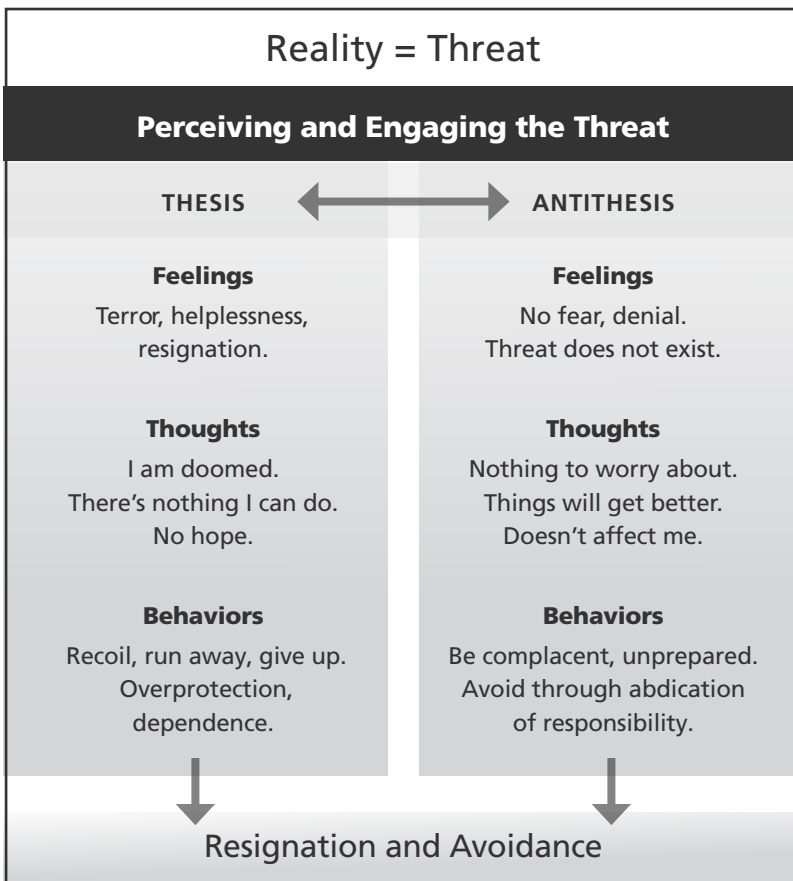 Reality = Threat
Perceiving and Engaging the Threat
THESIS
ANTITHESIS
Feelings
Terror, helplessness,
resignation.
Thoughts
I am doomed.
There's nothing I can do.
No hope.
Behaviors
Recoil, run away, give up.
Overprotection,
dependence.
Feelings
No fear, denial.
Threat does not exist.
Thoughts
Nothing to worry about.
Things will get better.
Doesn't affect me.
Behaviors
Be complacent, unprepared.
Avoid through abdication
of responsibility.
Resignation and Avoidance